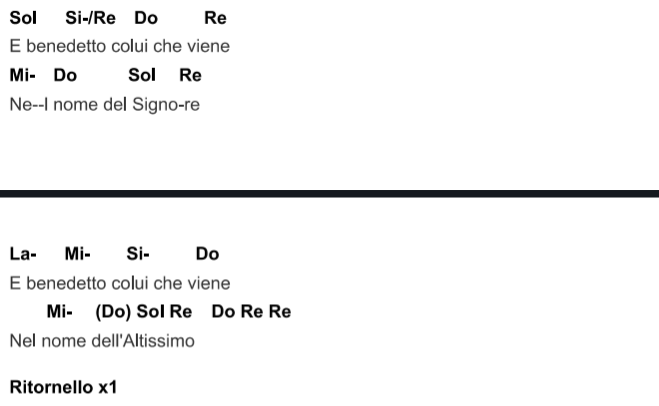 Sol Si-/Re Do Re
E benedetto colui che viene
Mi- Do Sol Re
Ne--l nome del Signo-re
La- Mi- Si- Do
E benedetto colui che viene
Mi- (Do) Sol Re Do Re Re
Nel nome dell'Altissimo
Ritornello x1